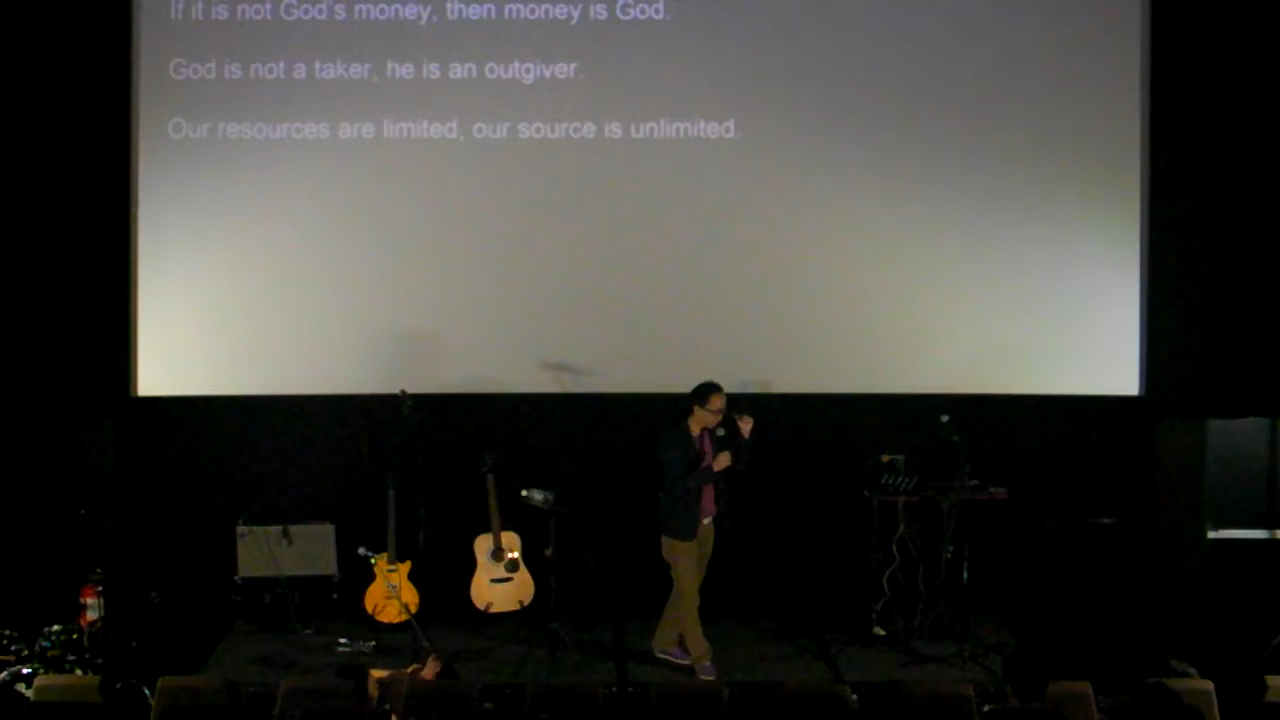 If it is not God's money, then money is God.
God is not a taker, he is an outgiver.
Our resources are limited, our source is unlimited.